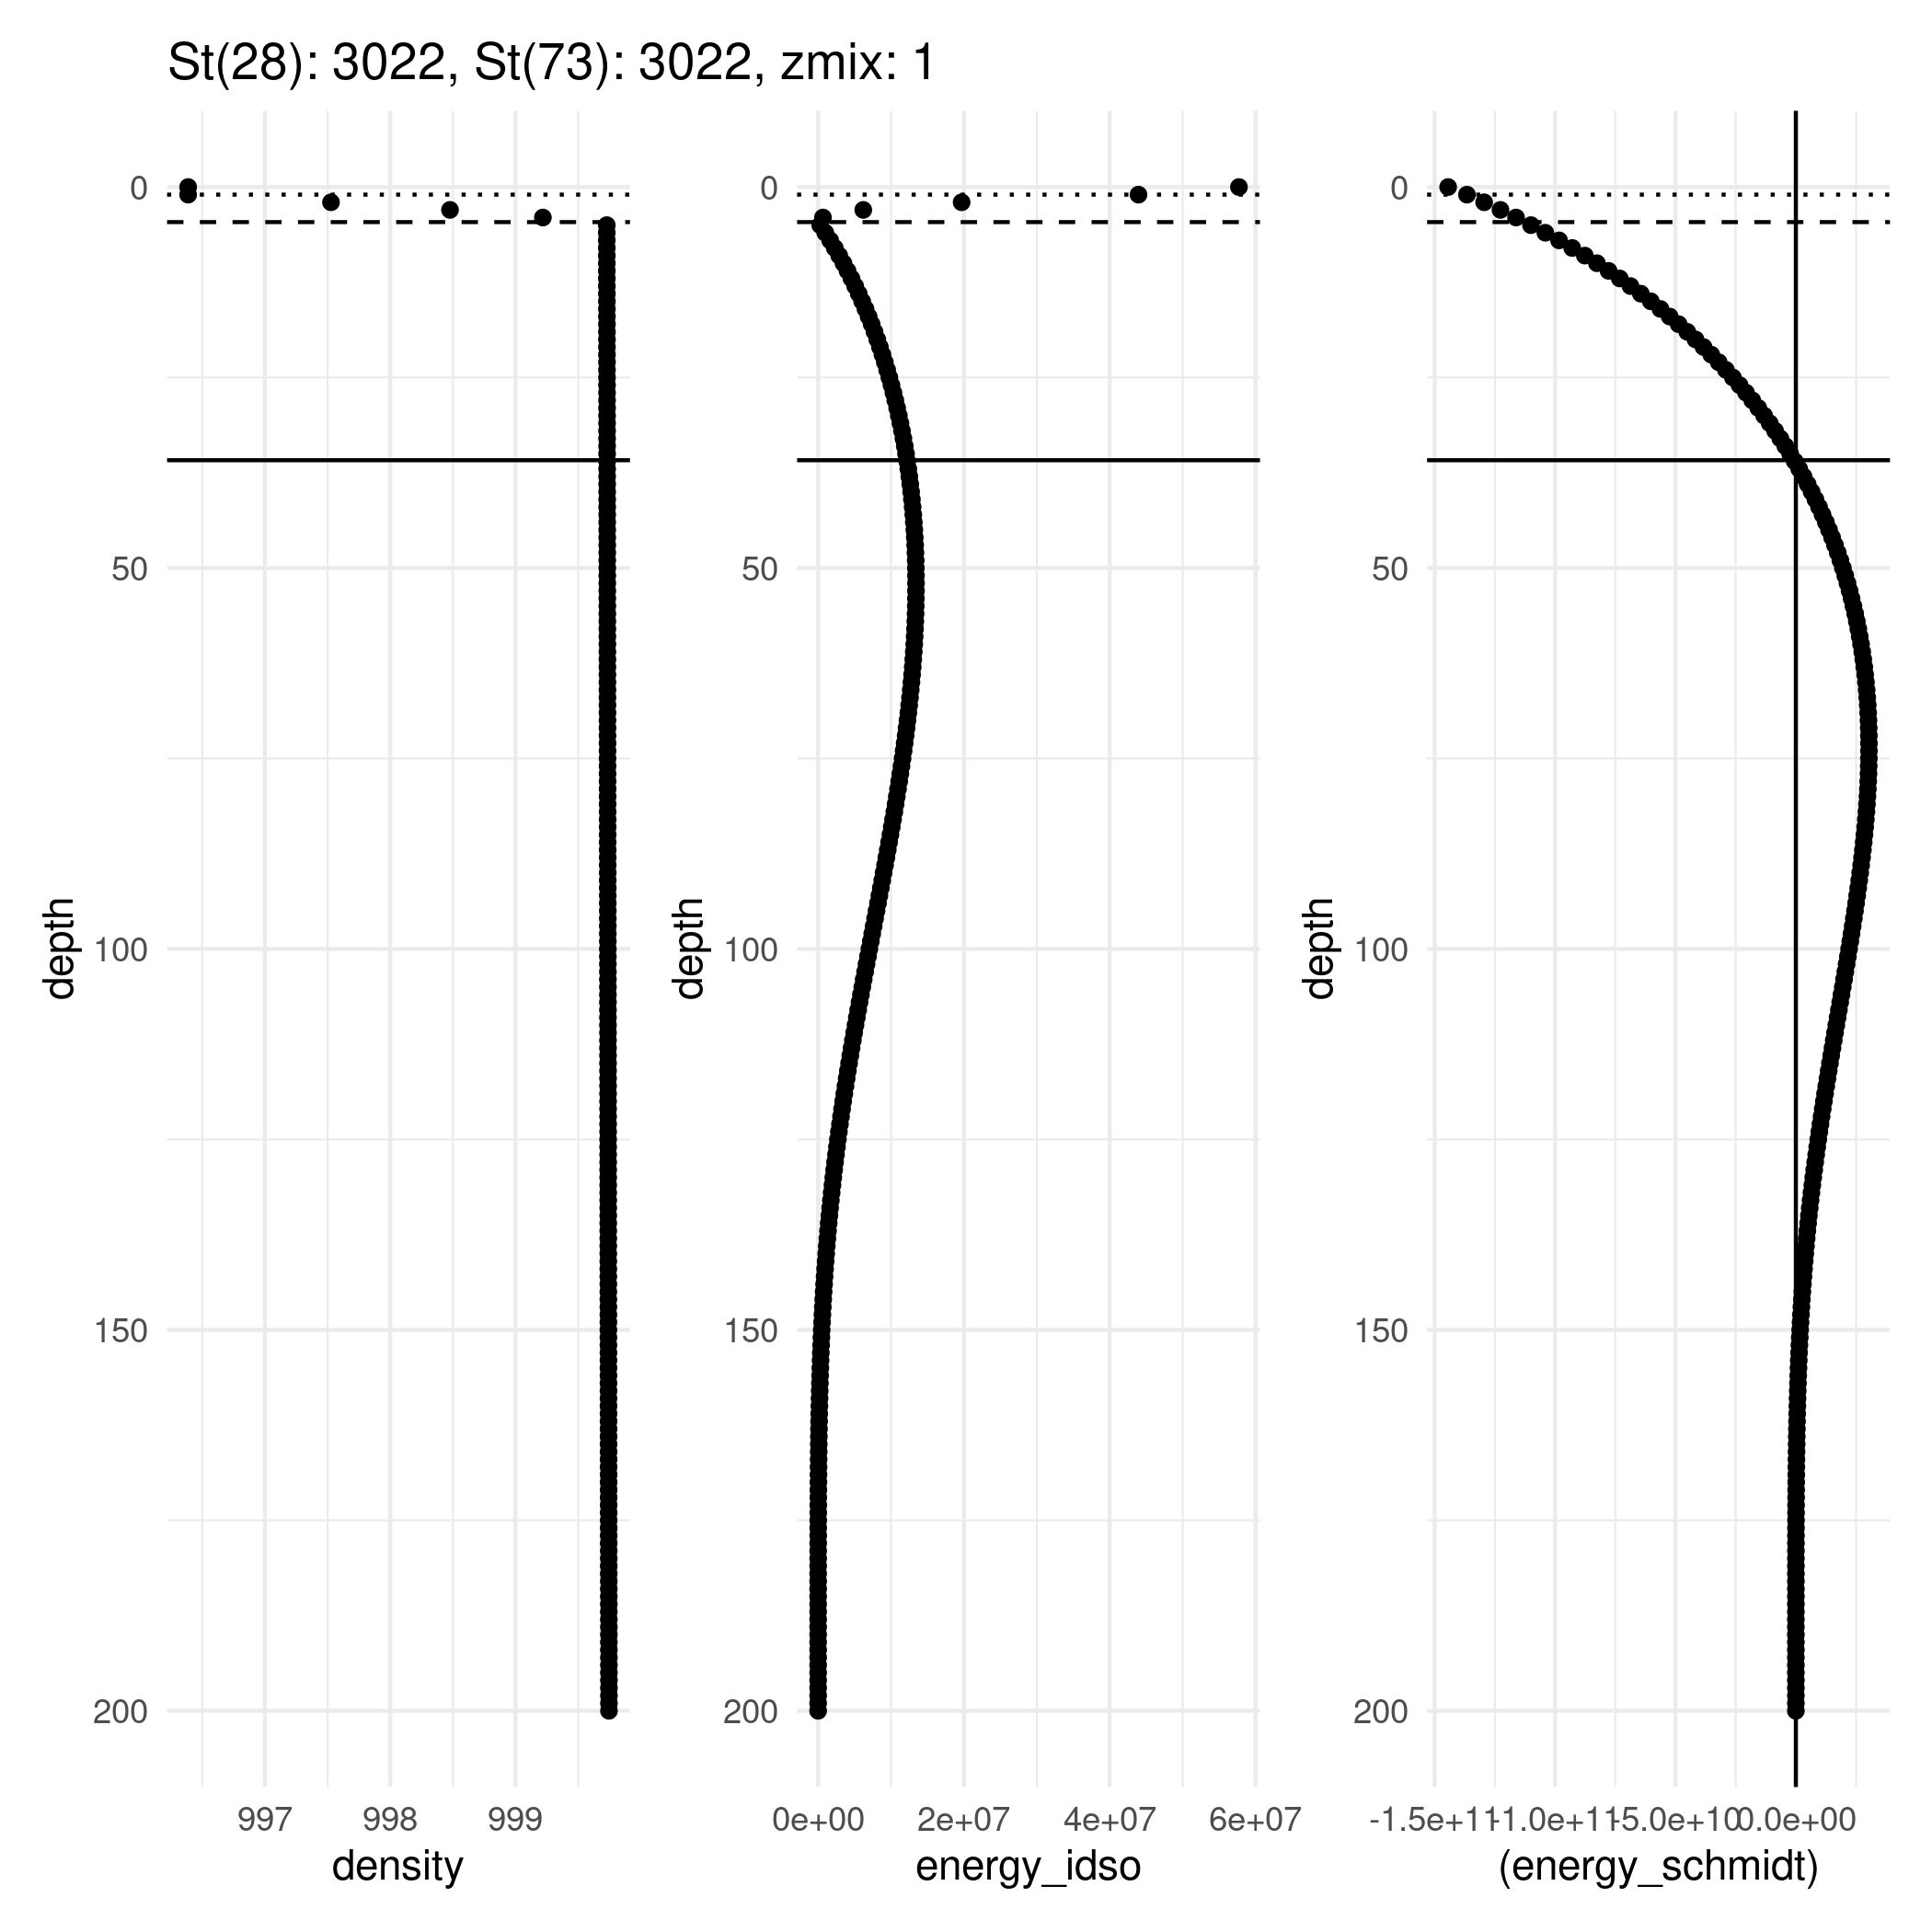 St(28): 3022, St(73): 3022, zmix: 1
0
50
100
150
200
depth
997 998 999
density
0
50
100
150
200
depth
0e+00 2e+07 4e+07 6e+07
energy_idso
0
50
100
150
200
depth
-1.5e+11 -1.0e+11 -5.0e+10 0.0e+00
(energy_schmidt)